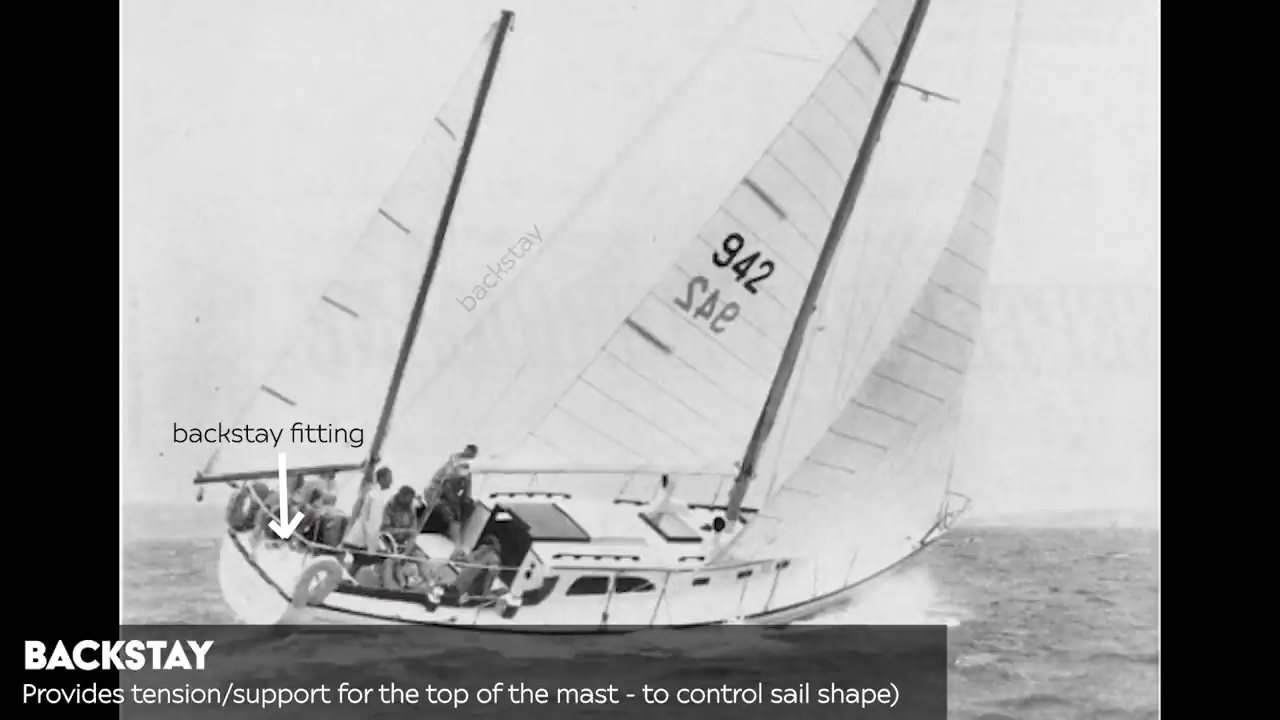 backstay
942
942
backstay fitting
BACKSTAY
Provides tension/support for the top of the mast - to control sail shape)